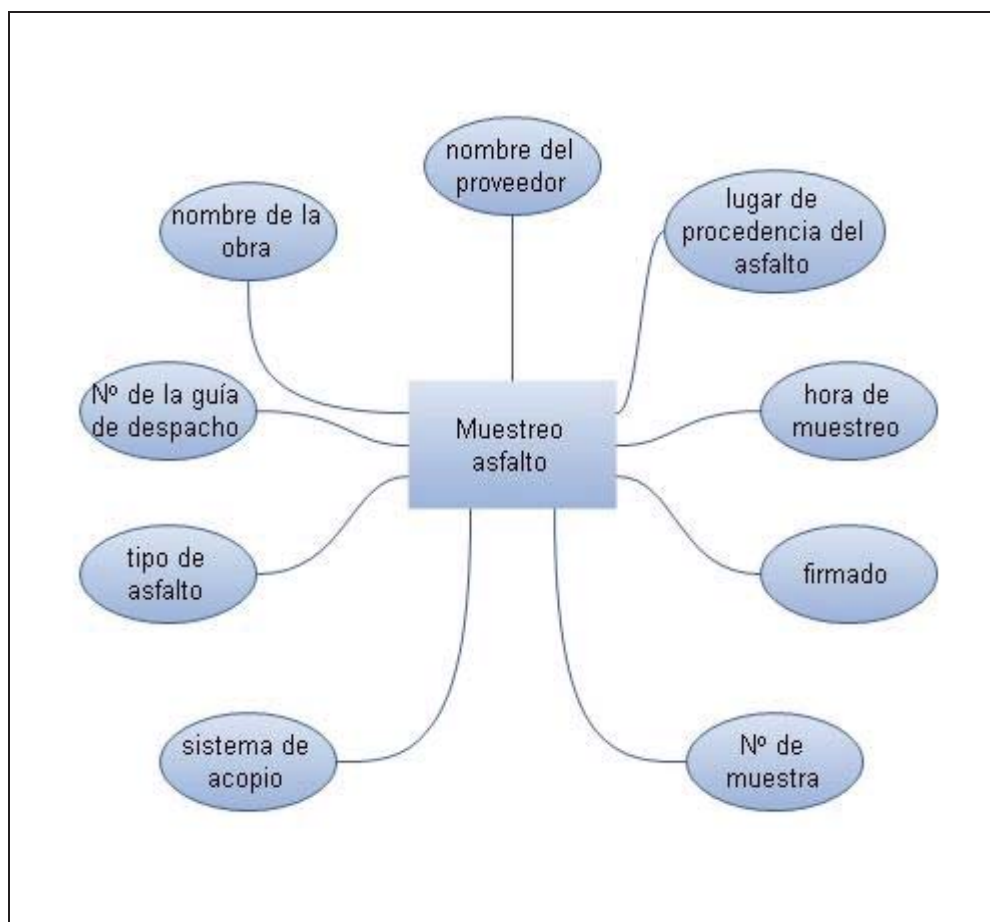 nombre del
proveedor
lugar de
procedencia del
asfalto
nombre de la
obra
Nº de la guía
de despacho
hora de
muestreo
Muestreo
asfalto
tipo de
asfalto
firmado
sistema de
acopio
Nº de
muestra